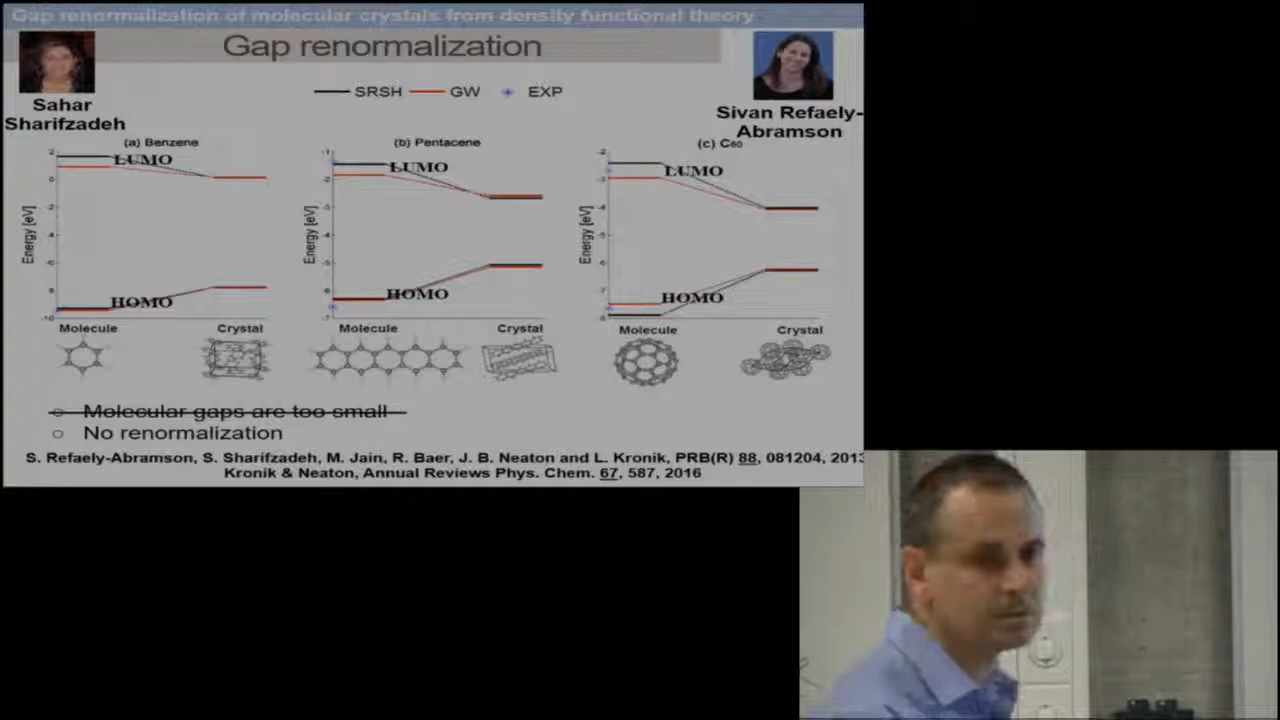 Gap renormalization of molecular crystals from density functional theory
Gap renormalization
Sahar
Sharifzadeh
SRSH GW EXP
Sivan Refaely-
Abramson
(a) Benzene
(b) Pentacene
(c) C60
LUMO
LUMO
LUMO
Energy [eV]
Energy [eV]
Energy [eV]
HOMO
HOMO
HOMO
Molecule Crystal
Molecule Crystal
Molecule Crystal
Molecular gaps are too small
No renormalization
S. Refaely-Abramson, S. Sharifzadeh, M. Jain, R. Baer, J. B. Neaton and L. Kronik, PRB(R) 88, 081204, 2013
Kronik & Neaton, Annual Reviews Phys. Chem. 67, 587, 2016